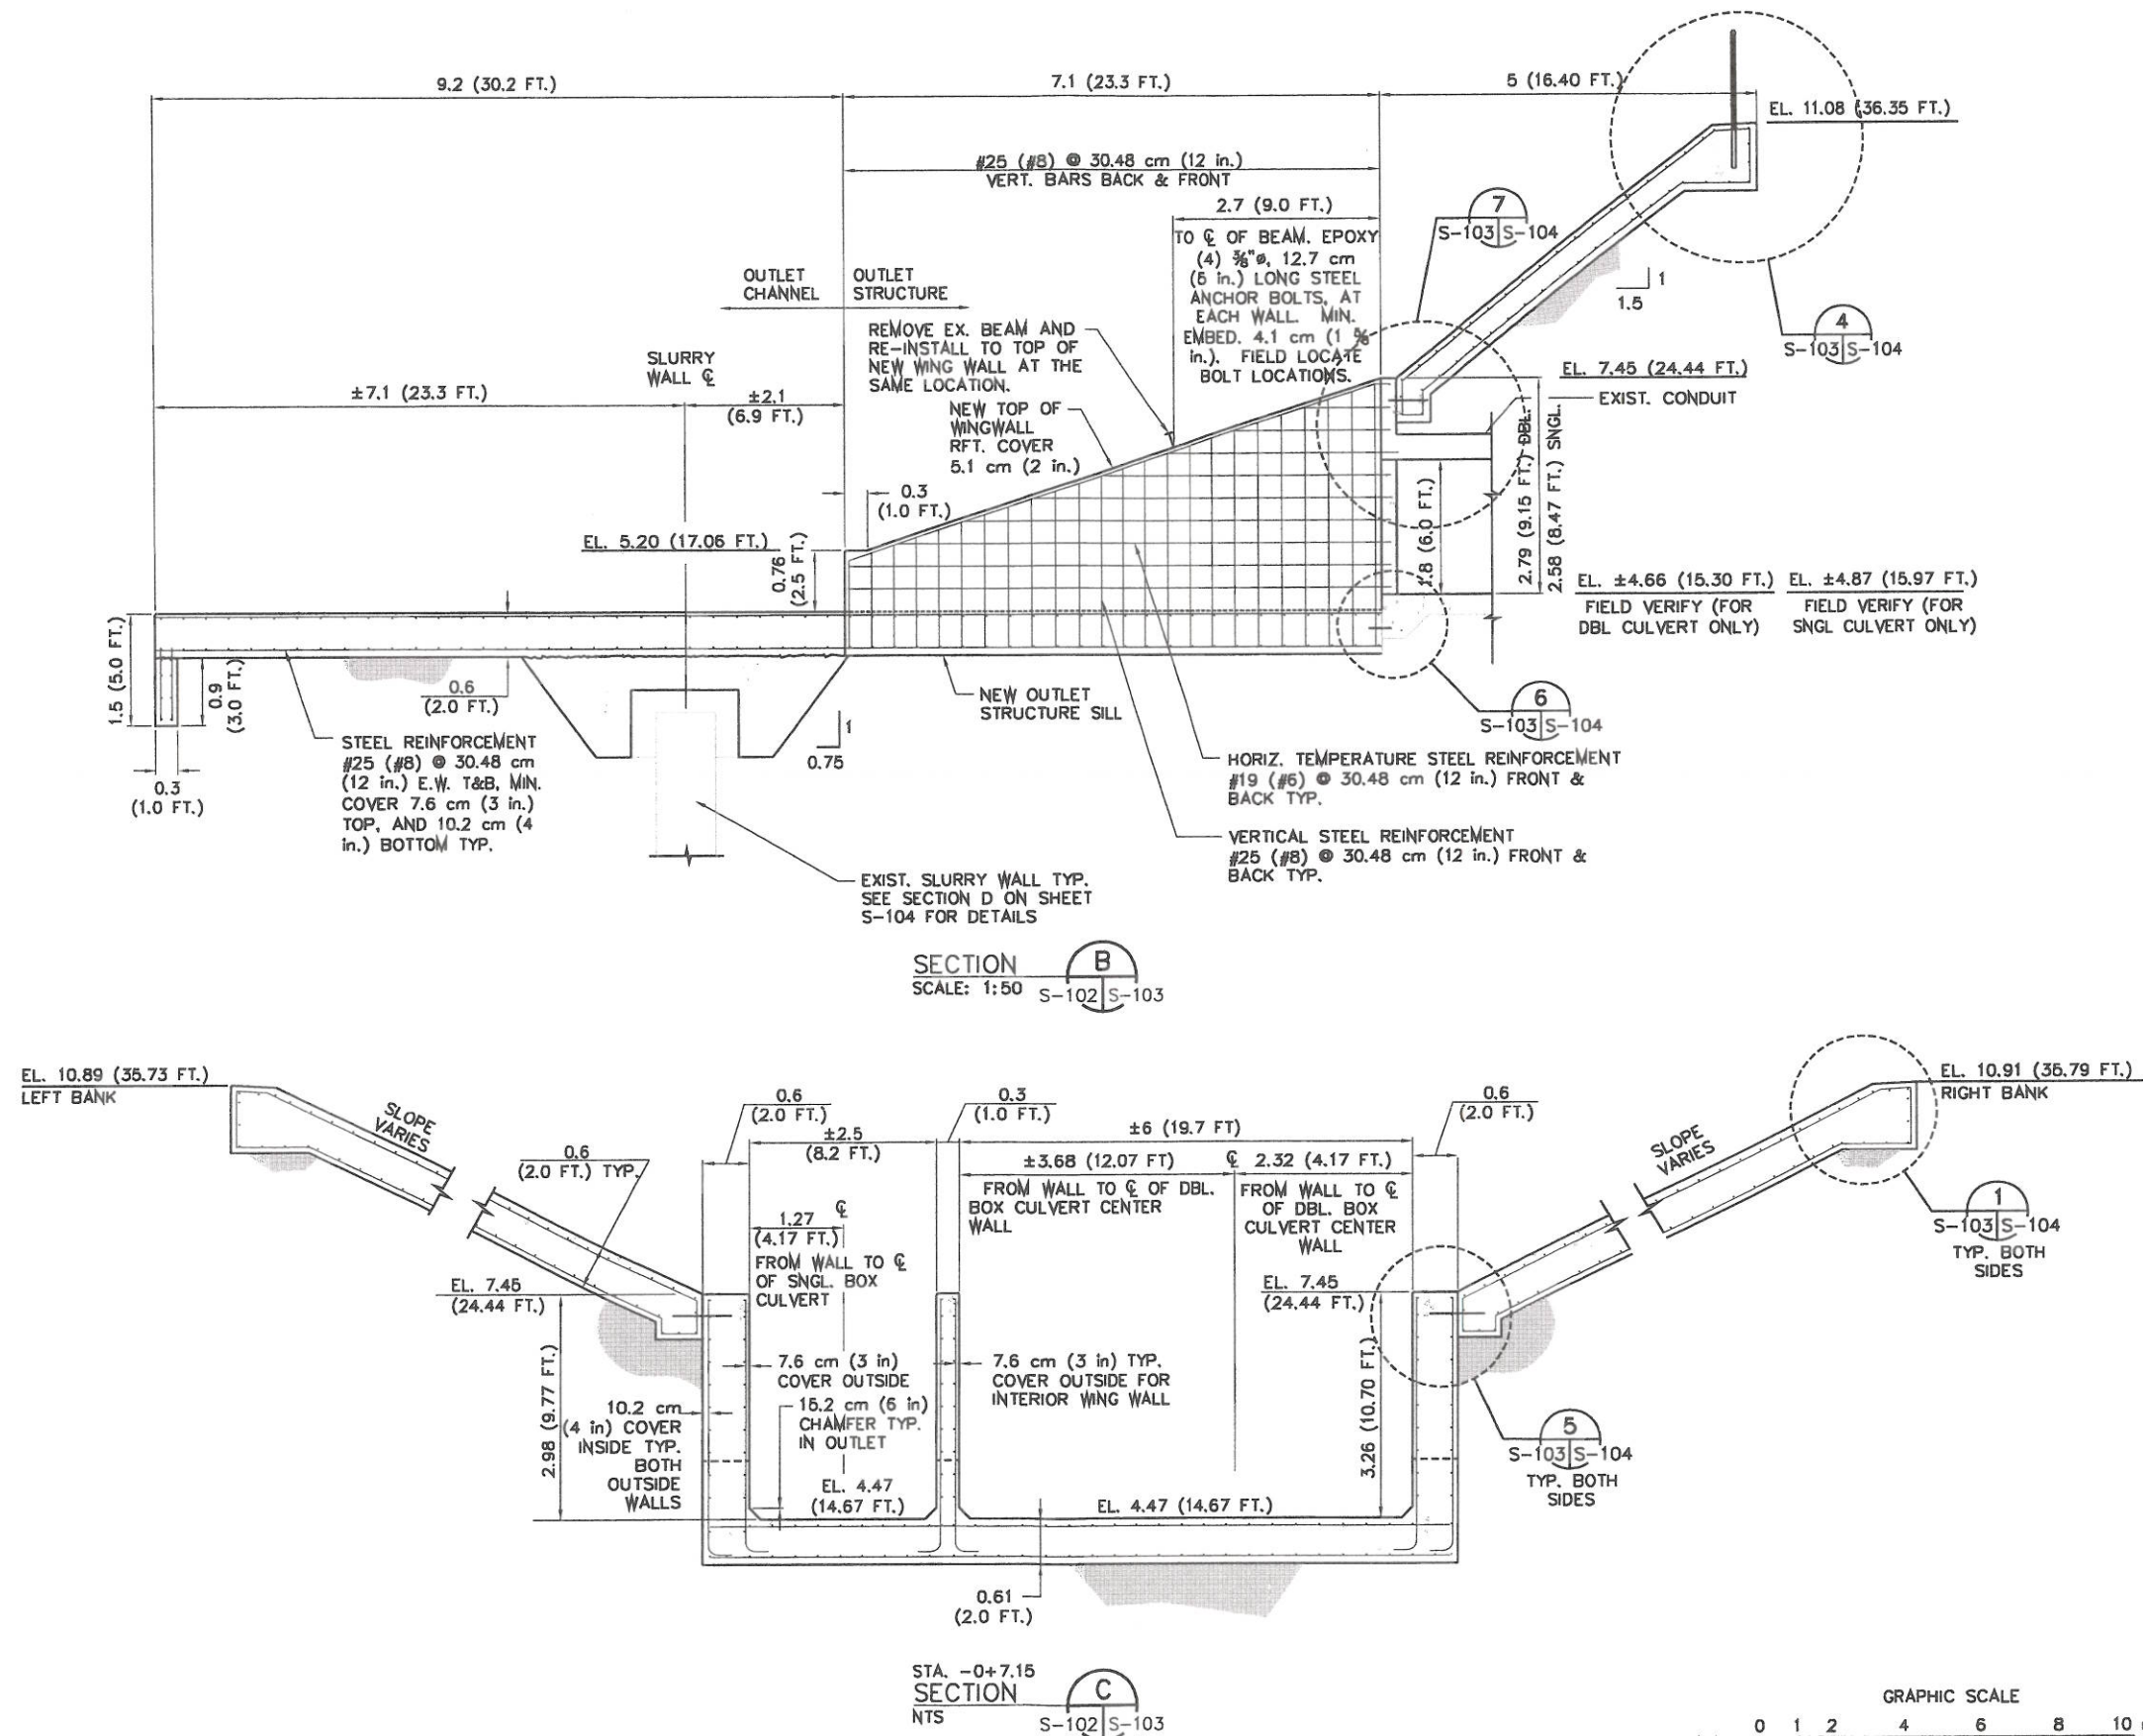 9.2 (30.2 FT.)
7.1 (23.3 FT.)
5 (16.40 FT.)
EL. 11.08 (36.35 FT.)
#25 (#8) @ 30.48 cm (12 in.)
VERT. BARS BACK & FRONT
2.7 (9.0 FT.)
TO ℄ OF BEAM. EPOXY
(4) ⅜"ø, 12.7 cm
(5 in.) LONG STEEL
ANCHOR BOLTS, AT
EACH WALL. MIN.
EMBED. 4.1 cm (1 ⅝
in.). FIELD LOCATE
BOLT LOCATIONS.
7
S-103 S-104
1
1.5
4
S-103 S-104
OUTLET
CHANNEL
OUTLET
STRUCTURE
REMOVE EX. BEAM AND
RE-INSTALL TO TOP OF
NEW WING WALL AT THE
SAME LOCATION.
SLURRY
WALL ℄
±7.1 (23.3 FT.)
±2.1
(6.9 FT.)
NEW TOP OF
WINGWALL
RFT. COVER
5.1 cm (2 in.)
EL. 7.45 (24.44 FT.)
EXIST. CONDUIT
0.3
(1.0 FT.)
EL. 5.20 (17.06 FT.)
0.76
(2.5 FT.)
1.8 (6.0 FT.)
2.79 (9.15 FT.) DBL.
2.58 (8.47 FT.) SNGL.
EL. ±4.66 (15.30 FT.)
FIELD VERIFY (FOR
DBL CULVERT ONLY)
EL. ±4.87 (15.97 FT.)
FIELD VERIFY (FOR
SNGL CULVERT ONLY)
1.5 (5.0 FT.)
0.9
(3.0 FT.)
0.6
(2.0 FT.)
0.3
(1.0 FT.)
STEEL REINFORCEMENT
#25 (#8) @ 30.48 cm
(12 in.) E.W. T&B, MIN.
COVER 7.6 cm (3 in.)
TOP, AND 10.2 cm (4
in.) BOTTOM TYP.
1
0.75
NEW OUTLET
STRUCTURE SILL
6
S-103 S-104
HORIZ. TEMPERATURE STEEL REINFORCEMENT
#19 (#6) @ 30.48 cm (12 in.) FRONT &
BACK TYP.
VERTICAL STEEL REINFORCEMENT
#25 (#8) @ 30.48 cm (12 in.) FRONT &
BACK TYP.
EXIST. SLURRY WALL TYP.
SEE SECTION D ON SHEET
S-104 FOR DETAILS
SECTION
SCALE: 1:50
B
S-102 S-103
EL. 10.89 (35.73 FT.)
LEFT BANK
SLOPE
VARIES
0.6
(2.0 FT.) TYP.
0.6
(2.0 FT.)
±2.5
(8.2 FT.)
0.3
(1.0 FT.)
±6 (19.7 FT)
0.6
(2.0 FT.)
±3.68 (12.07 FT)
FROM WALL TO ℄ OF DBL.
BOX CULVERT CENTER
WALL
℄
2.32 (4.17 FT.)
FROM WALL TO ℄
OF DBL. BOX
CULVERT CENTER
WALL
SLOPE
VARIES
EL. 10.91 (35.79 FT.)
RIGHT BANK
1
S-103 S-104
TYP. BOTH
SIDES
℄
1.27
(4.17 FT.)
FROM WALL TO ℄
OF SNGL. BOX
CULVERT
EL. 7.45
(24.44 FT.)
EL. 7.45
(24.44 FT.)
2.98 (9.77 FT.)
7.6 cm (3 in)
COVER OUTSIDE
7.6 cm (3 in) TYP.
COVER OUTSIDE FOR
INTERIOR WING WALL
10.2 cm
(4 in) COVER
INSIDE TYP.
BOTH
OUTSIDE
WALLS
15.2 cm (6 in)
CHAMFER TYP.
IN OUTLET
3.26 (10.70 FT.)
5
S-103 S-104
TYP. BOTH
SIDES
EL. 4.47
(14.67 FT.)
EL. 4.47 (14.67 FT.)
0.61
(2.0 FT.)
STA. -0+7.15
SECTION
NTS
C
S-102 S-103
GRAPHIC SCALE
0 1 2 4 6 8 10